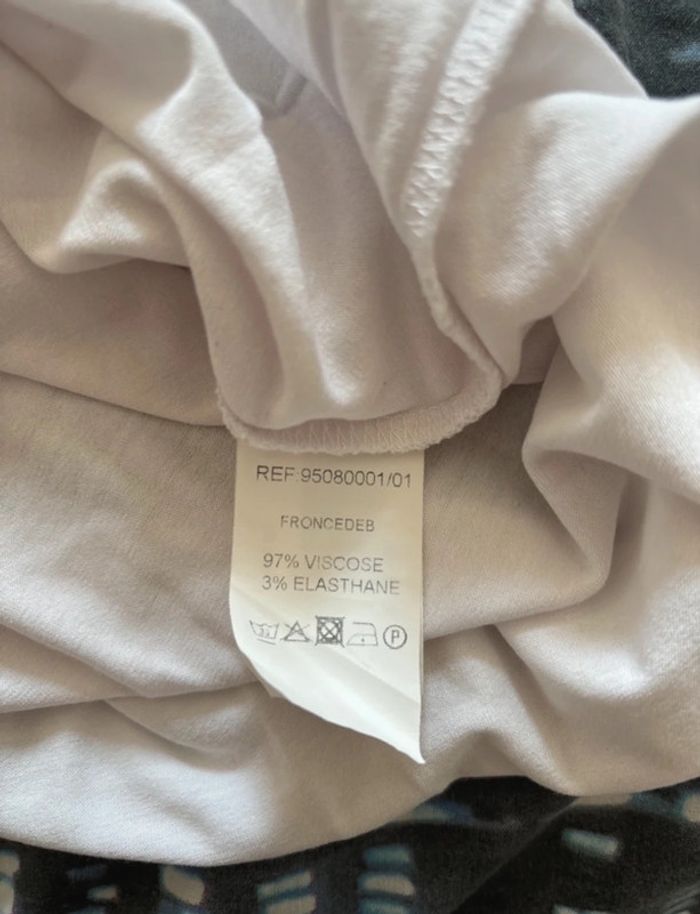 REF:95080001/01
FRONCEDEB
97% VISCOSE
3% ELASTHANE
P